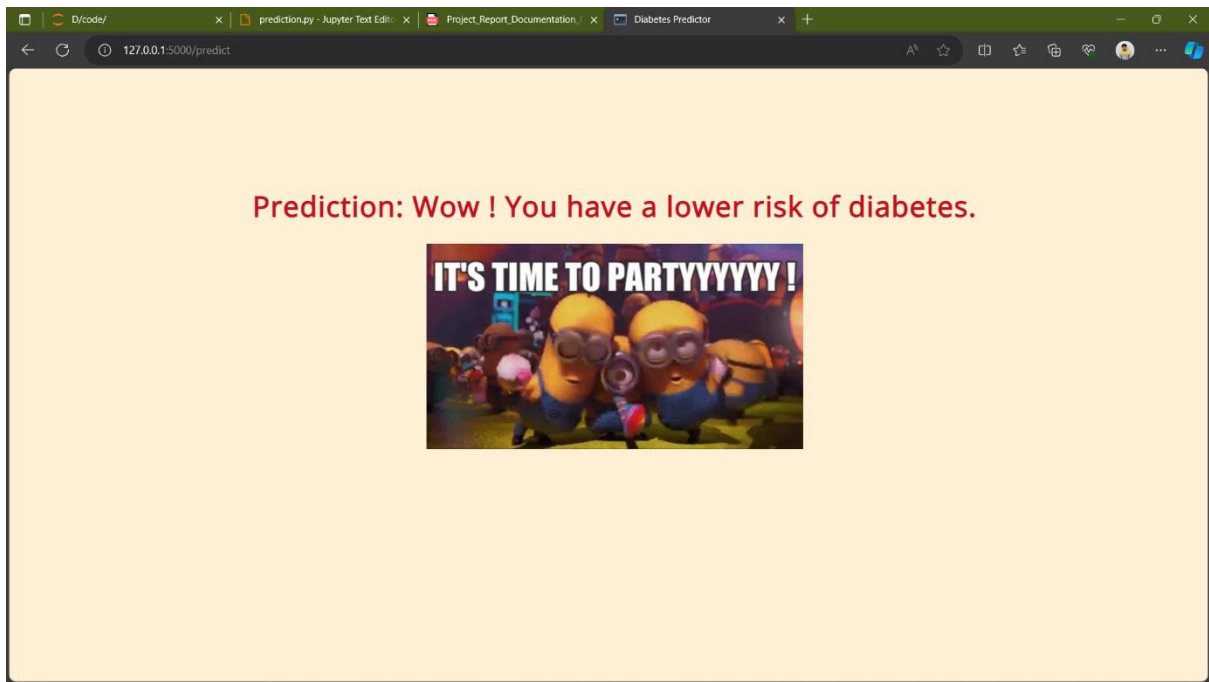 D/code/
prediction.py - Jupyter Text Edito
Project_Report_Documentation_
Diabetes Predictor
127.0.0.1:5000/predict
Prediction: Wow ! You have a lower risk of diabetes.
IT'S TIME TO PARTYYYYYY !